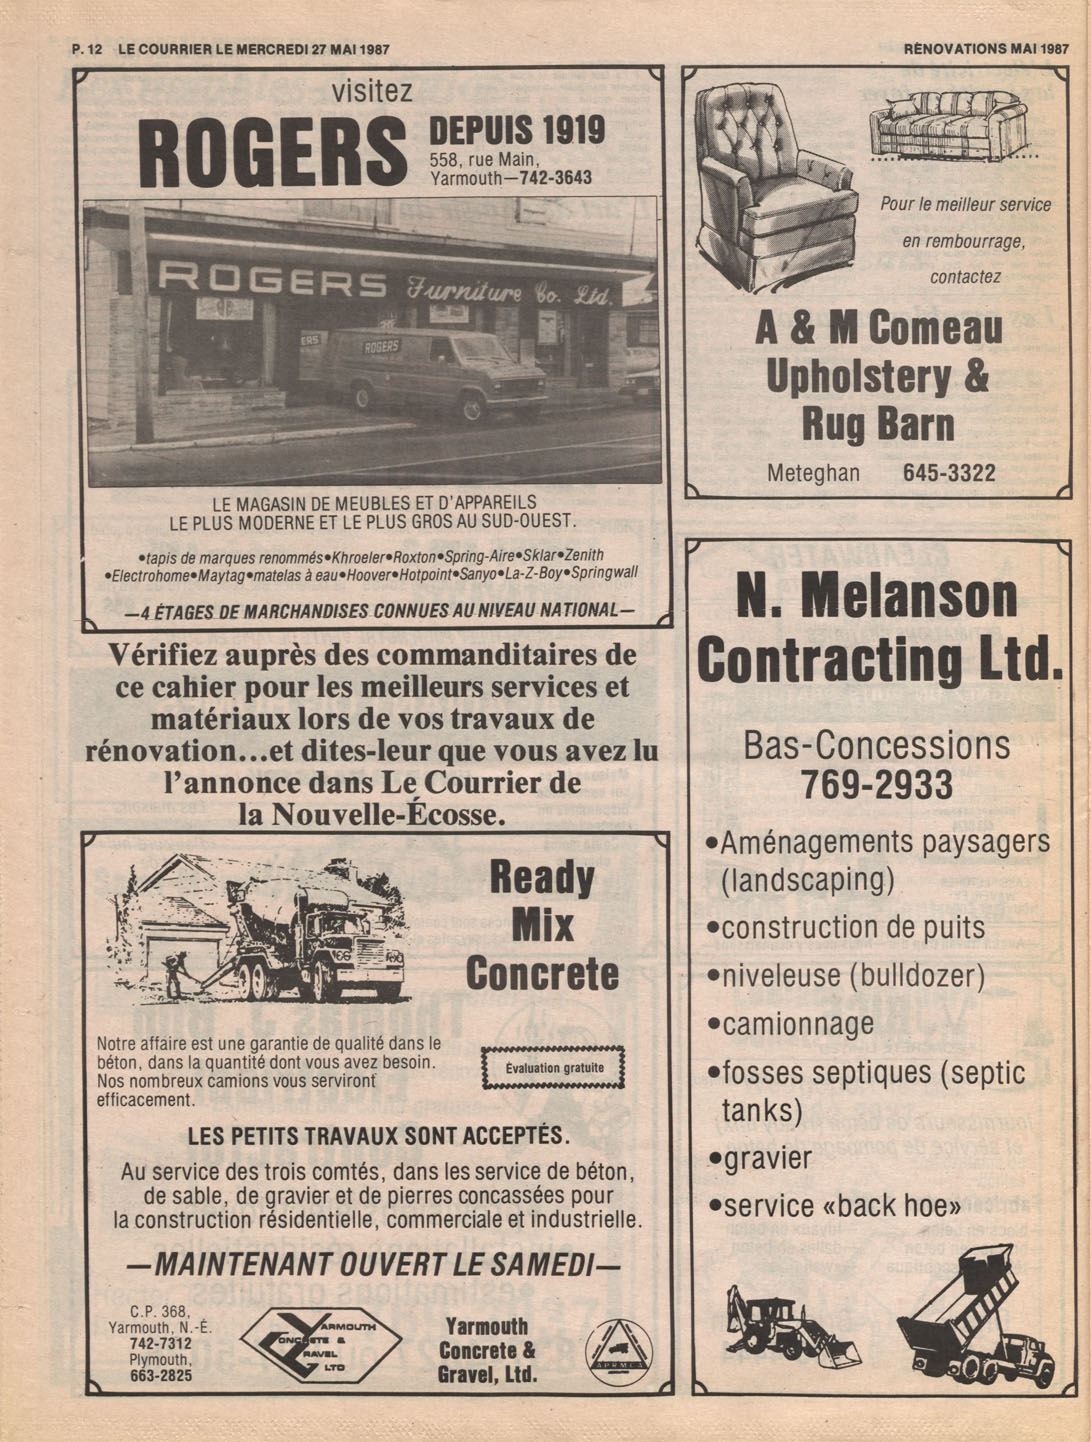 P. 12 LE COURRIER LE MERCREDI 27 MAI 1987
RÉNOVATIONS MAI 1987
visitez
ROGERS
DEPUIS 1919
558, rue Main,
Yarmouth—742-3643
ROGERS Furniture Co. Ltd.
ERS
ROGERS
LE MAGASIN DE MEUBLES ET D'APPAREILS
LE PLUS MODERNE ET LE PLUS GROS AU SUD-OUEST.
•tapis de marques renommés•Khroeler•Roxton•Spring-Aire•Sklar•Zenith
•Electrohome•Maytag•matelas à eau•Hoover•Hotpoint•Sanyo•La-Z-Boy•Springwall
—4 ÉTAGES DE MARCHANDISES CONNUES AU NIVEAU NATIONAL—
Pour le meilleur service
en rembourrage,
contactez
A & M Comeau
Upholstery &
Rug Barn
Meteghan 645-3322
Vérifiez auprès des commanditaires de
ce cahier pour les meilleurs services et
matériaux lors de vos travaux de
rénovation...et dites-leur que vous avez lu
l'annonce dans Le Courrier de
la Nouvelle-Écosse.
Ready
Mix
Concrete
Notre affaire est une garantie de qualité dans le
béton, dans la quantité dont vous avez besoin.
Nos nombreux camions vous serviront
efficacement.
Évaluation gratuite
LES PETITS TRAVAUX SONT ACCEPTÉS.
Au service des trois comtés, dans les service de béton,
de sable, de gravier et de pierres concassées pour
la construction résidentielle, commerciale et industrielle.
—MAINTENANT OUVERT LE SAMEDI—
C.P. 368,
Yarmouth, N.-É.
742-7312
Plymouth,
663-2825
YARMOUTH
CONCRETE &
GRAVEL
LTD
Yarmouth
Concrete &
Gravel, Ltd.
A.P.R.M.C.A.
N. Melanson
Contracting Ltd.
Bas-Concessions
769-2933
•Aménagements paysagers
(landscaping)
•construction de puits
•niveleuse (bulldozer)
•camionnage
•fosses septiques (septic
tanks)
•gravier
•service «back hoe»